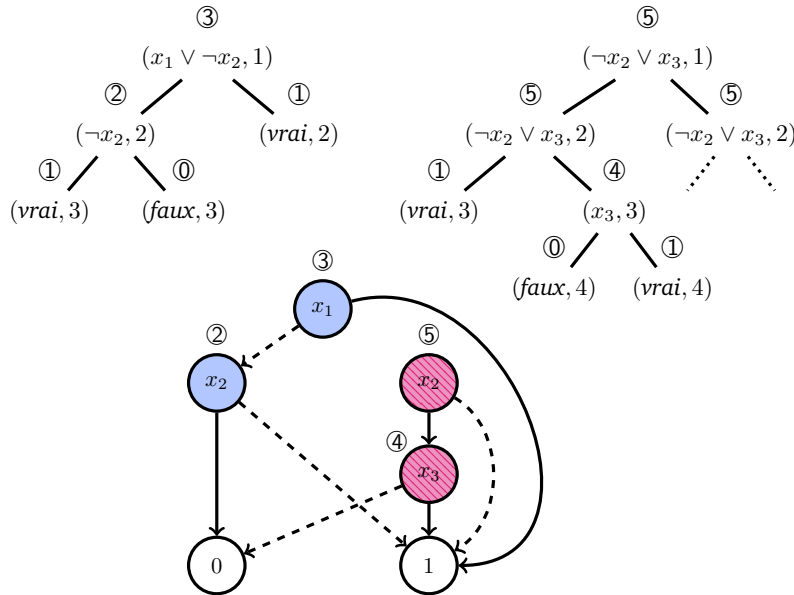 ③ ⑤
(x₁ ∨ ¬x₂, 1) (¬x₂ ∨ x₃, 1)
② ① ⑤ ⑤
(¬x₂, 2) (vrai, 2) (¬x₂ ∨ x₃, 2) (¬x₂ ∨ x₃, 2)
① ⓪ ① ④
(vrai, 3) (faux, 3) (vrai, 3) (x₃, 3)
⓪ ①
(faux, 4) (vrai, 4)
③
x₁
② ⑤
x₂ x₂
④
x₃
0 1